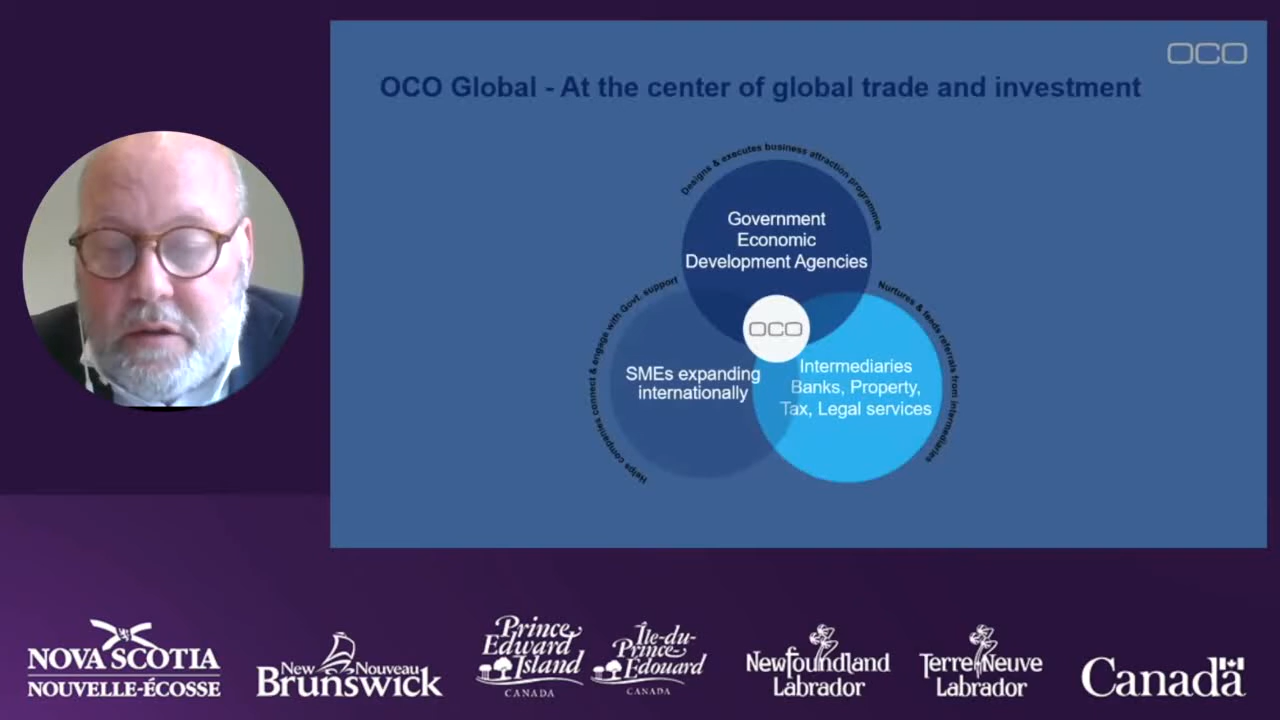 OCO
OCO Global - At the center of global trade and investment
Designs & executes business attraction programmes
Government
Economic
Development Agencies
Helps companies connect & engage with Govt. support
Nurtures & feeds referrals from intermediaries
OCO
SMEs expanding
internationally
Intermediaries
Banks, Property,
Tax, Legal services
NOVA SCOTIA
NOUVELLE-ÉCOSSE
New Nouveau
Brunswick
Prince
Edward
Island
CANADA
Île-du-
Prince
Édouard
CANADA
Newfoundland
Labrador
Terre Neuve
Labrador
Canada